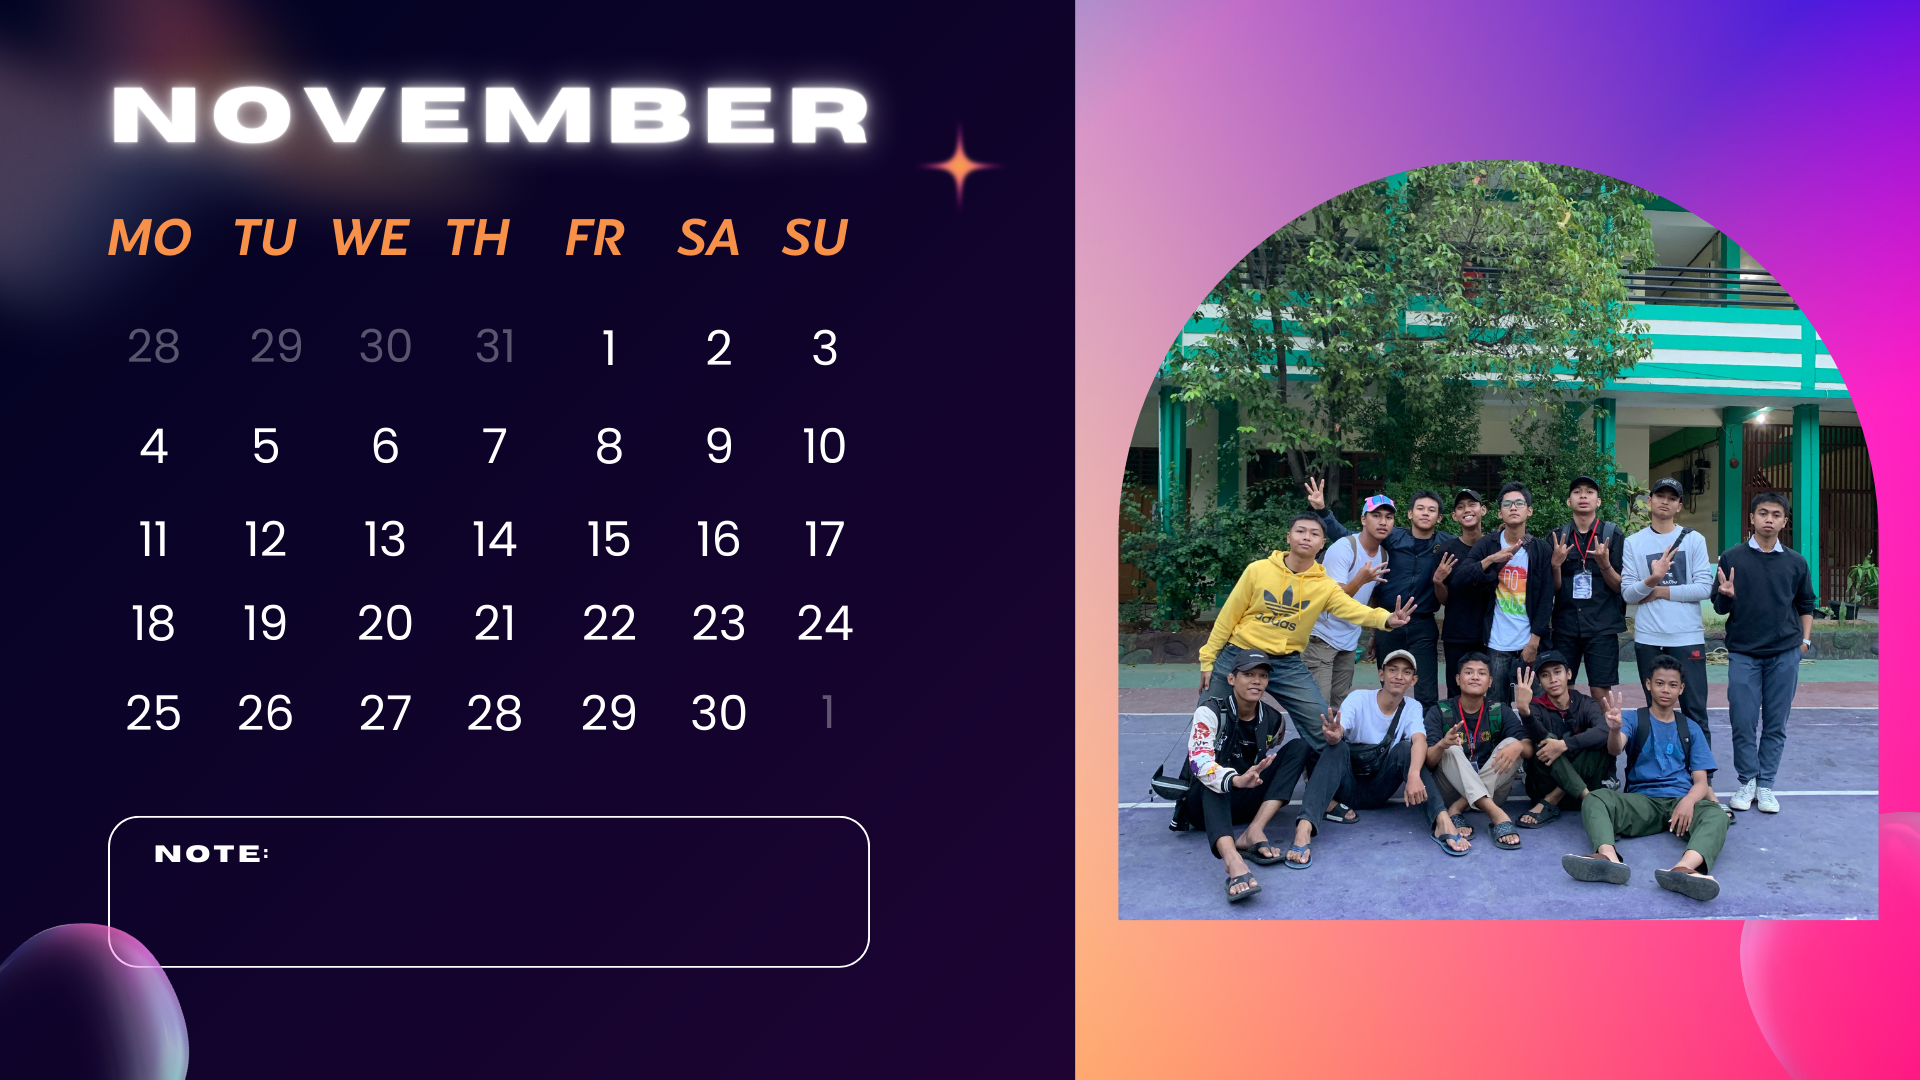 NOVEMBER
MO TU WE TH FR SA SU
28 29 30 31 1 2 3
4 5 6 7 8 9 10
11 12 13 14 15 16 17
18 19 20 21 22 23 24
25 26 27 28 29 30 1
NOTE:
adidas